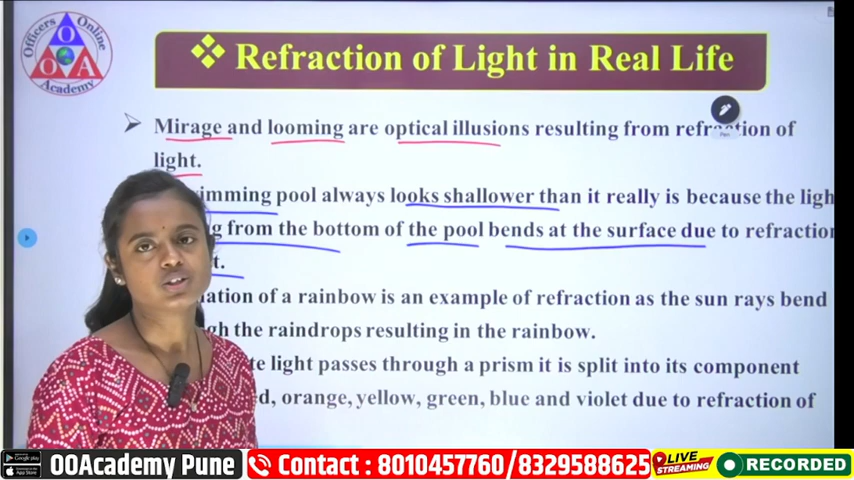 Officers Online
O
O A
Academy
❖ Refraction of Light in Real Life
➢ Mirage and looming are optical illusions resulting from refraction of
light.
imming pool always looks shallower than it really is because the ligh
g from the bottom of the pool bends at the surface due to refraction
t.
ation of a rainbow is an example of refraction as the sun rays bend
gh the raindrops resulting in the rainbow.
te light passes through a prism it is split into its component
ed, orange, yellow, green, blue and violet due to refraction of
Pen
Google play
App Store
OOAcademy Pune
Contact : 8010457760/8329588625
LIVE
STREAMING
RECORDED